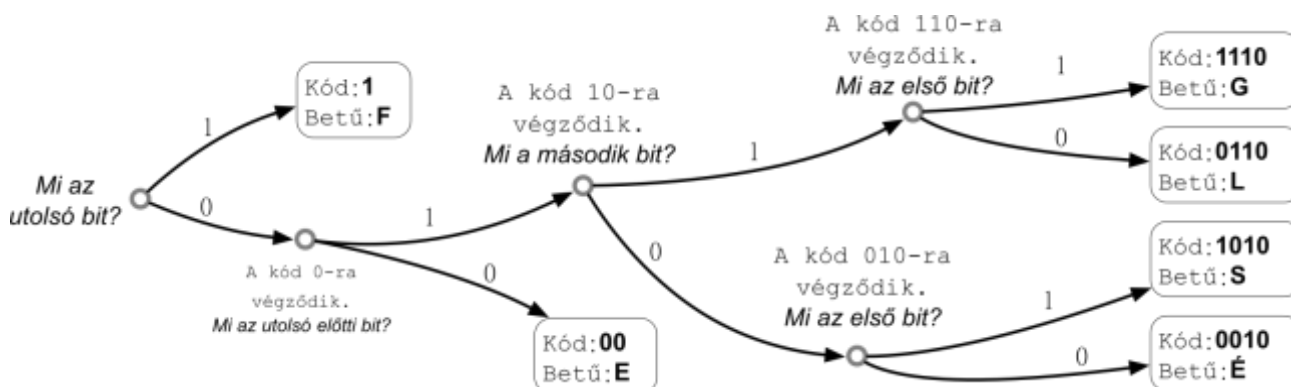 Mi az
utolsó bit?
1
0
Kód:1
Betű:F
A kód 0-ra
végződik.
Mi az utolsó előtti bit?
1
0
Kód:00
Betű:E
A kód 10-ra
végződik.
Mi a második bit?
1
0
A kód 110-ra
végződik.
Mi az első bit?
1
0
Kód:1110
Betű:G
Kód:0110
Betű:L
A kód 010-ra
végződik.
Mi az első bit?
1
0
Kód:1010
Betű:S
Kód:0010
Betű:É